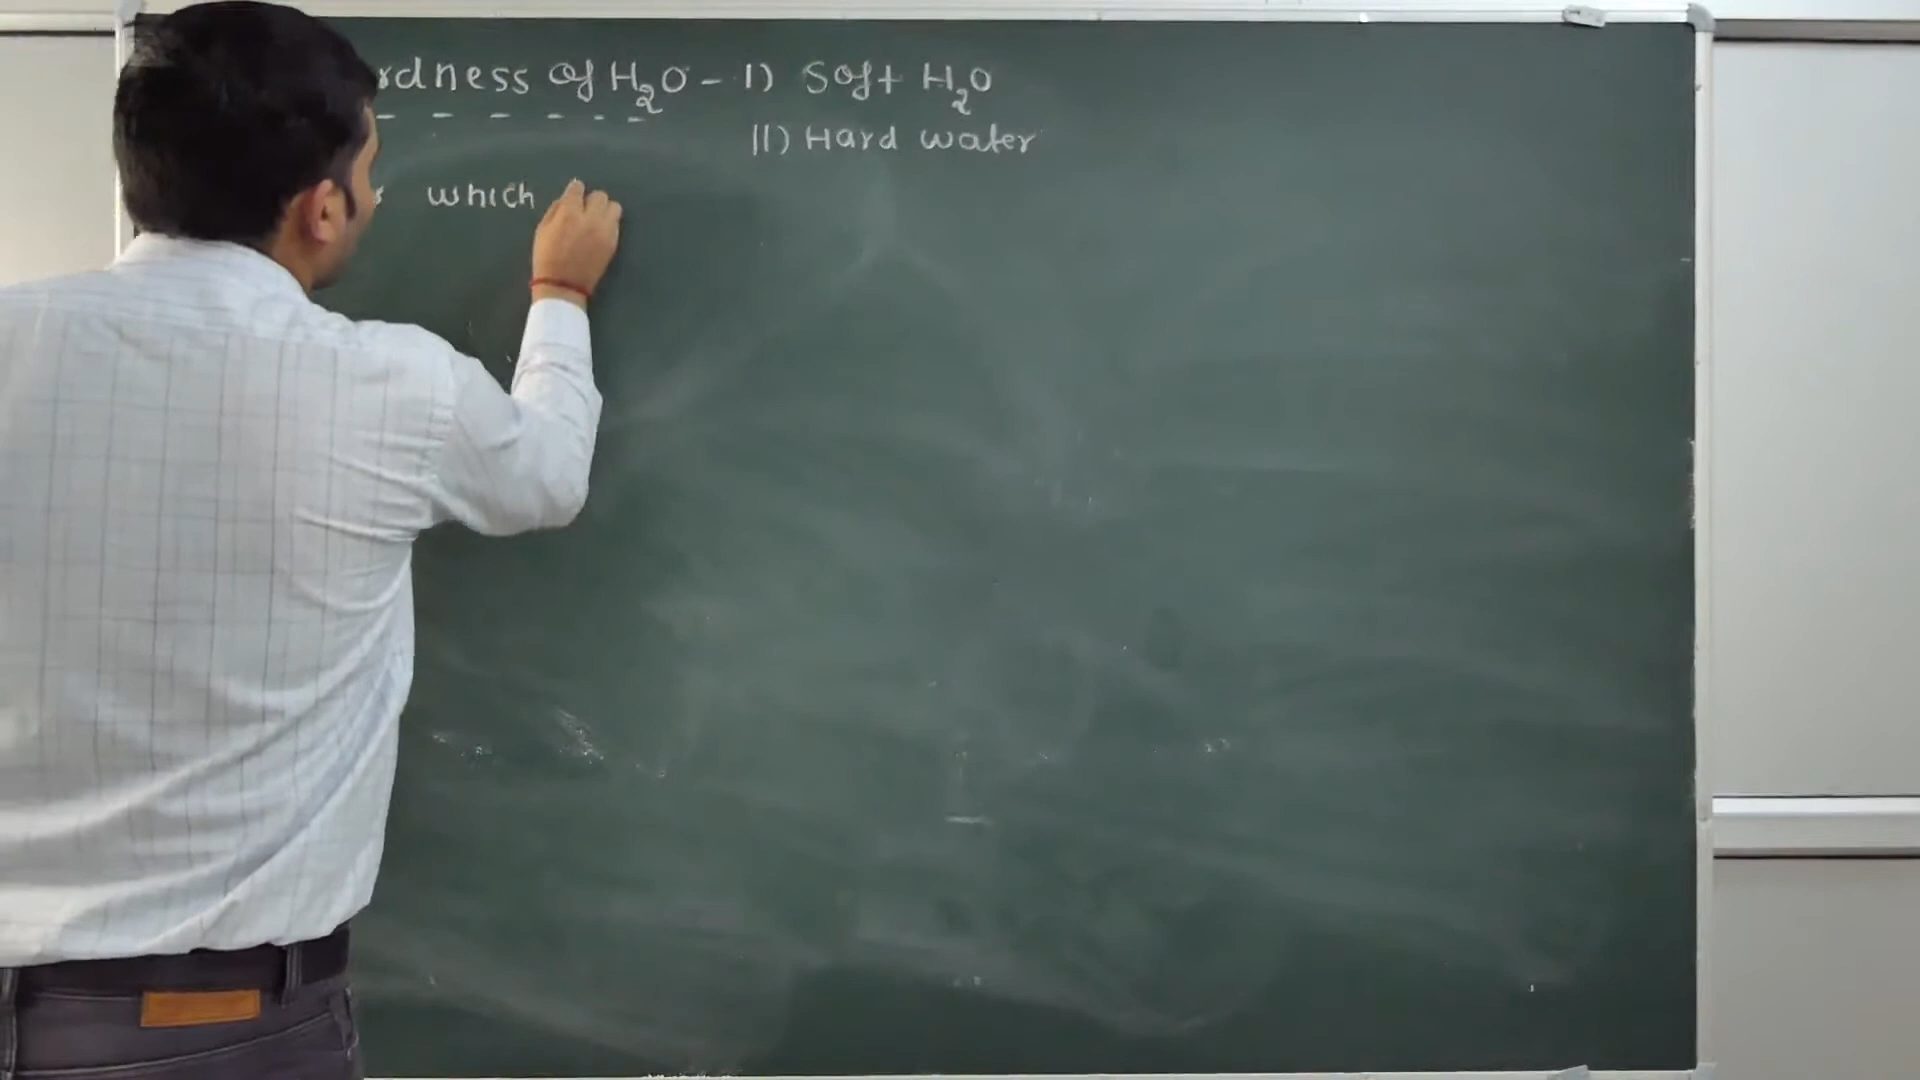 rdness of H₂O - 1) Soft H₂O
11) Hard water
which